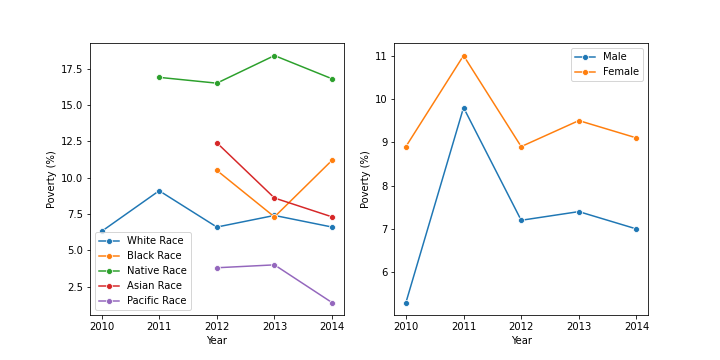 Poverty (%)
17.5
15.0
12.5
10.0
7.5
5.0
2.5
White Race
Black Race
Native Race
Asian Race
Pacific Race
2010 2011 2012 2013 2014
Year
Poverty (%)
11
10
9
8
7
6
Male
Female
2010 2011 2012 2013 2014
Year